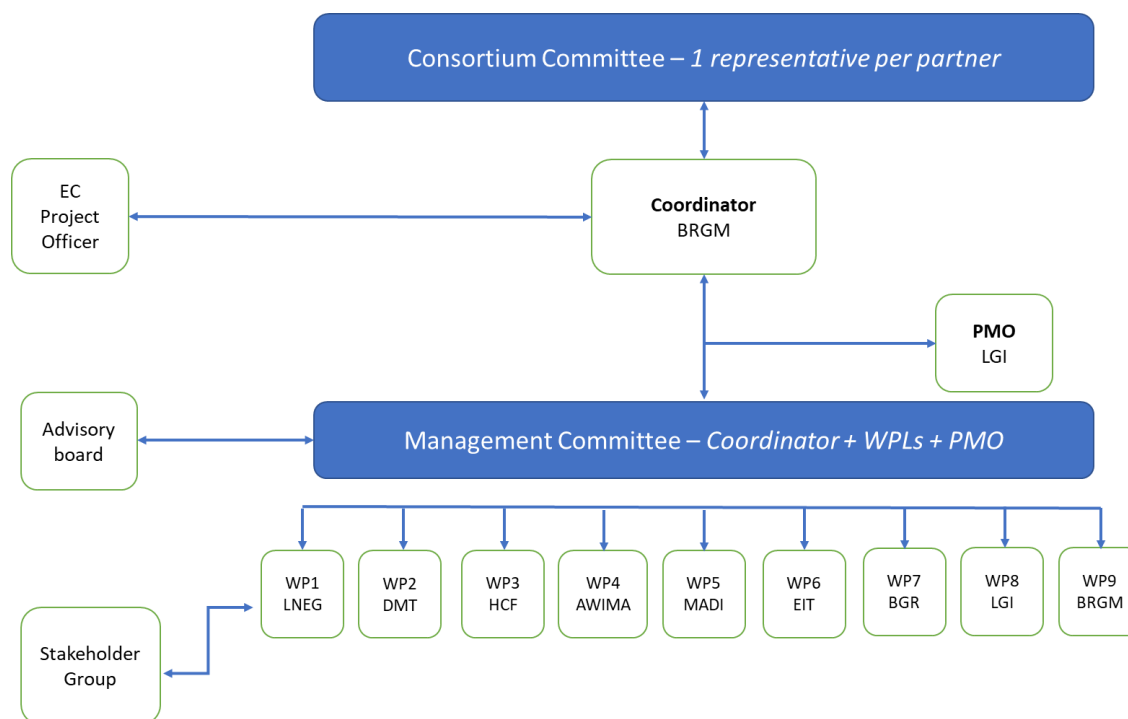 Consortium Committee – 1 representative per partner
EC
Project
Officer
Coordinator
BRGM
PMO
LGI
Advisory
board
Management Committee – Coordinator + WPLs + PMO
WP1
LNEG
WP2
DMT
WP3
HCF
WP4
AWIMA
WP5
MADI
WP6
EIT
WP7
BGR
WP8
LGI
WP9
BRGM
Stakeholder
Group